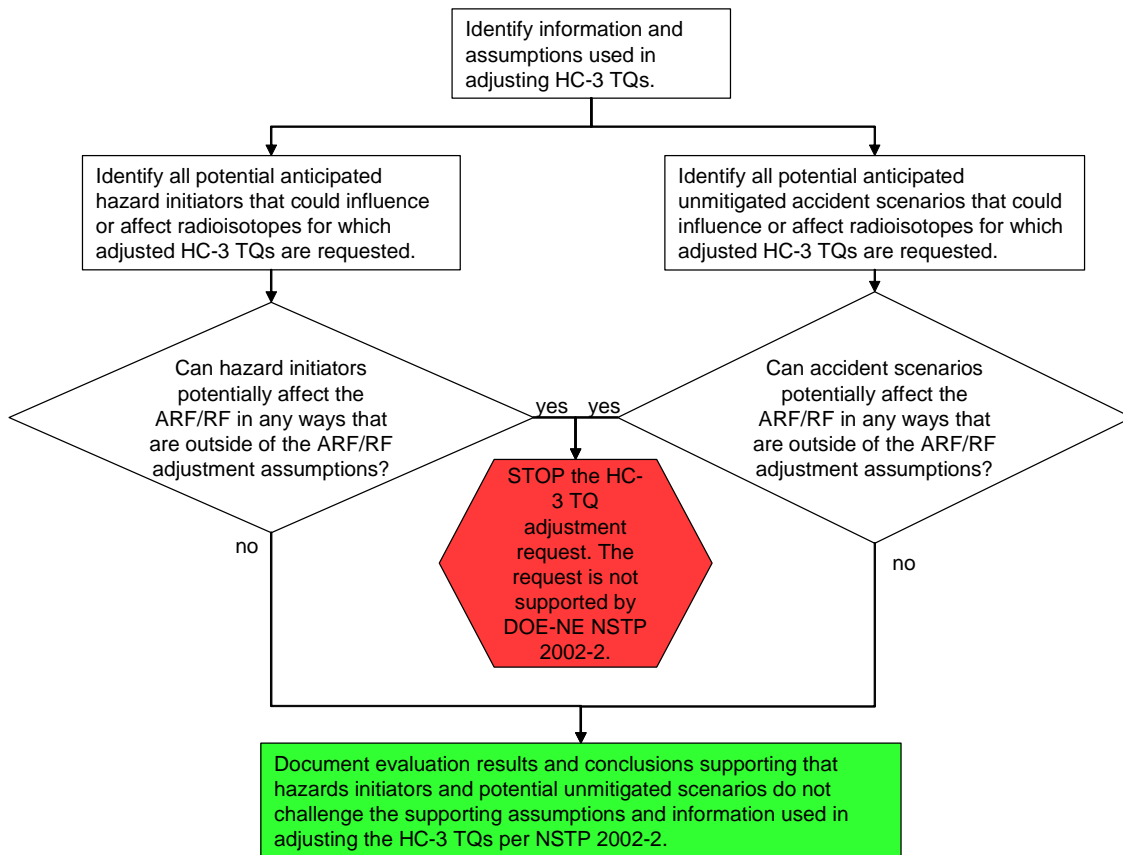 Identify information and
assumptions used in
adjusting HC-3 TQs.
Identify all potential anticipated
hazard initiators that could influence
or affect radioisotopes for which
adjusted HC-3 TQs are requested.
Identify all potential anticipated
unmitigated accident scenarios that could
influence or affect radioisotopes for which
adjusted HC-3 TQs are requested.
Can hazard initiators
potentially affect the
ARF/RF in any ways that
are outside of the ARF/RF
adjustment assumptions?
yes
yes
Can accident scenarios
potentially affect the
ARF/RF in any ways that
are outside of the ARF/RF
adjustment assumptions?
STOP the HC-
3 TQ
adjustment
request. The
request is not
supported by
DOE-NE NSTP
2002-2.
no
no
Document evaluation results and conclusions supporting that
hazards initiators and potential unmitigated scenarios do not
challenge the supporting assumptions and information used in
adjusting the HC-3 TQs per NSTP 2002-2.